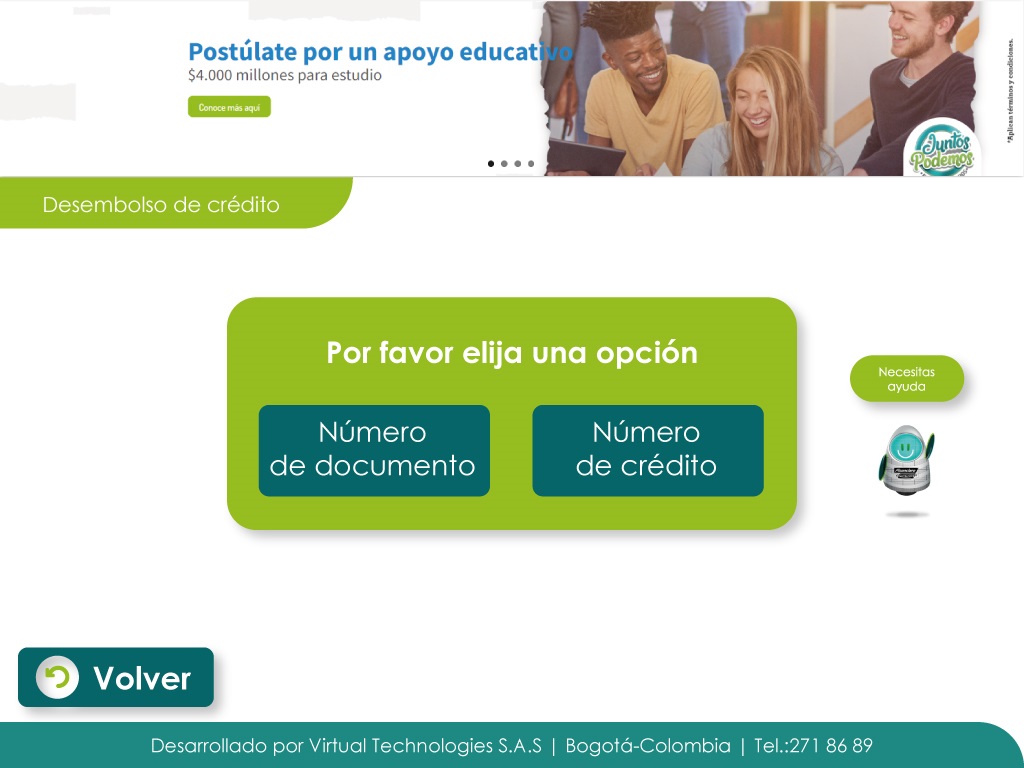 Postúlate por un apoyo educativo
$4.000 millones para estudio
Conoce más aquí
*Aplican términos y condiciones.
Juntos
Podemos
Desembolso de crédito
Por favor elija una opción
Número
de documento
Número
de crédito
Necesitas
ayuda
Volver
Desarrollado por Virtual Technologies S.A.S | Bogotá-Colombia | Tel.:271 86 89